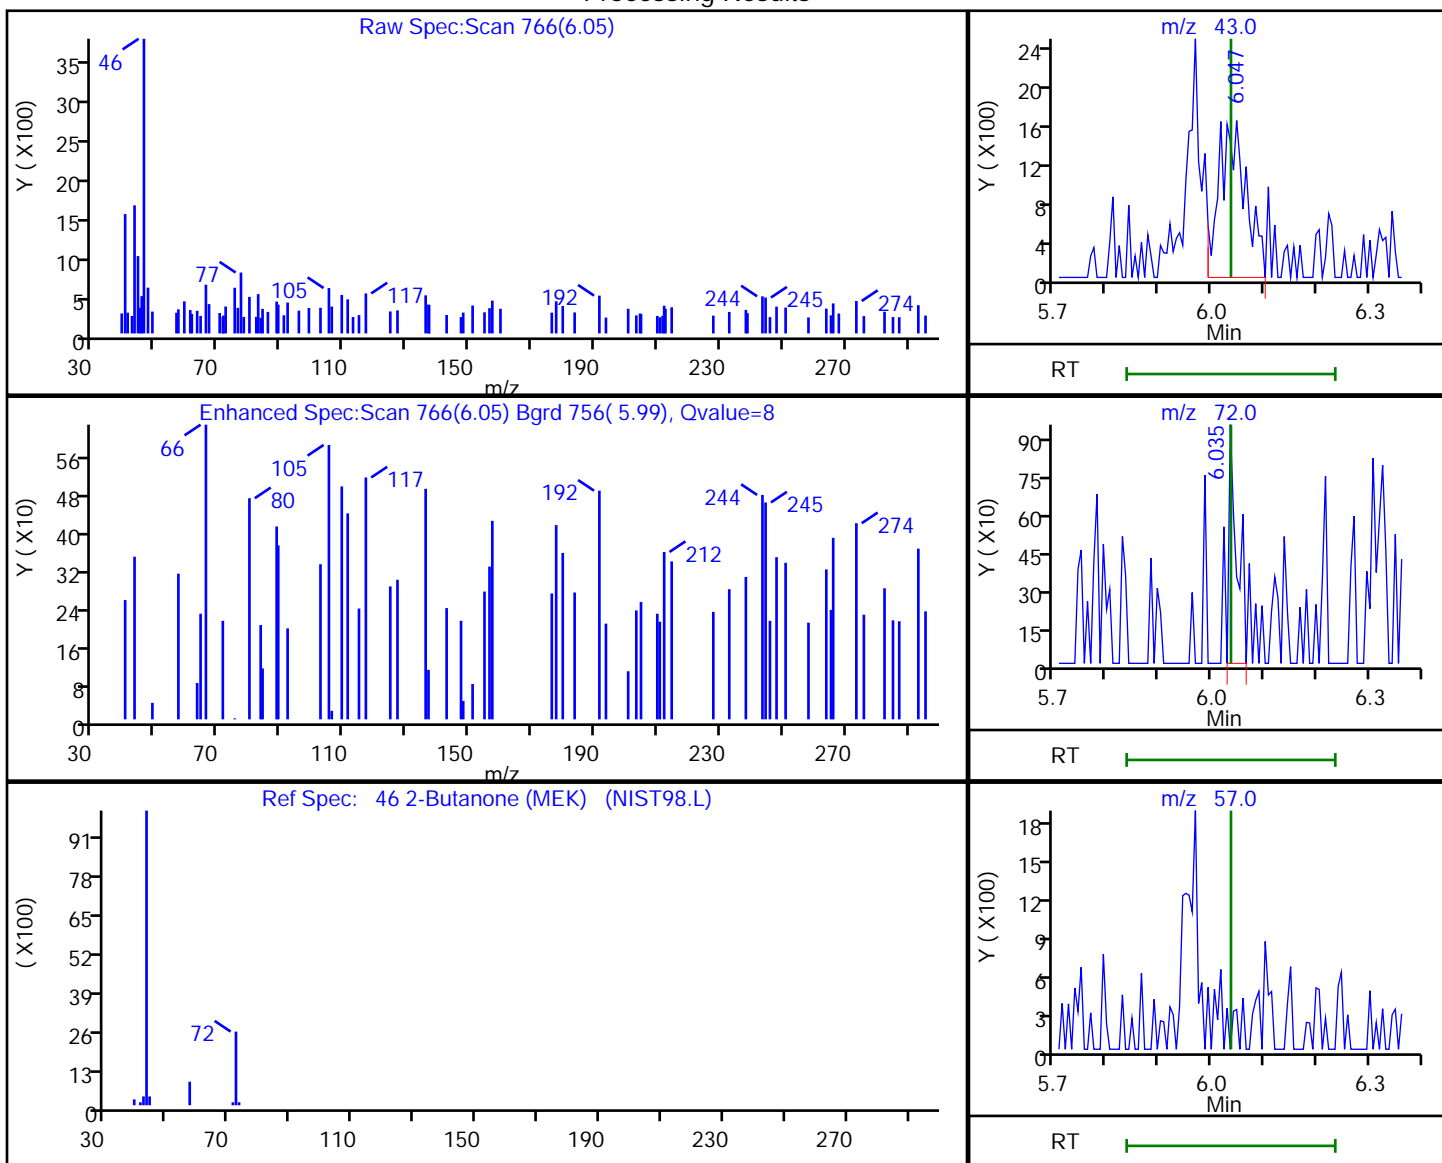 Processing Results
Raw Spec:Scan 766(6.05)
46
77
105
117
192
244
245
274
Y ( X100)
35
30
25
20
15
10
5
0
30 70 110 150 190 230 270
m/z
m/z 43.0
6.047
Y ( X100)
24
20
16
12
8
4
0
5.7 6.0 6.3
Min
RT
Enhanced Spec:Scan 766(6.05) Bgrd 756( 5.99), Qvalue=8
66
105
80
117
192
212
244
245
274
Y ( X10)
56
48
40
32
24
16
8
0
30 70 110 150 190 230 270
m/z
m/z 72.0
6.035
Y ( X10)
90
75
60
45
30
15
0
5.7 6.0 6.3
Min
RT
Ref Spec: 46 2-Butanone (MEK) (NIST98.L)
72
( X100)
91
78
65
52
39
26
13
0
30 70 110 150 190 230 270
m/z 57.0
Y ( X100)
18
15
12
9
6
3
0
5.7 6.0 6.3
Min
RT